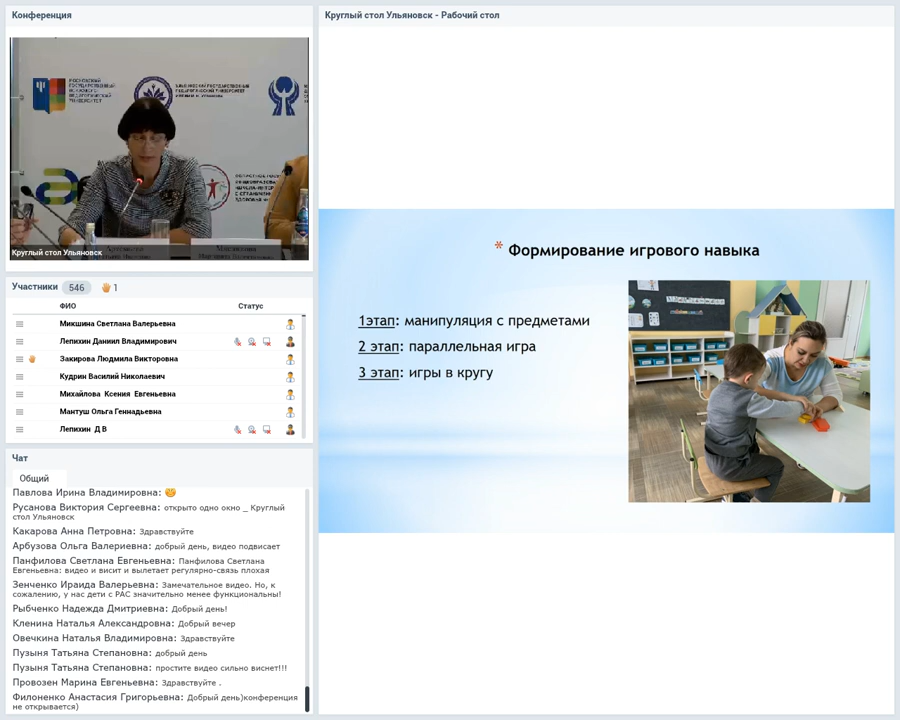 Конференция
Круглый стол Ульяновск
Участники 546 1
ФИО Статус
Микшина Светлана Валерьевна
Лепихин Даниил Владимирович
Закирова Людмила Викторовна
Кудрин Василий Николаевич
Михайлова Ксения Евгеньевна
Мантуш Ольга Геннадьевна
Лепихин Д В
Чат
Общий
Павлова Ирина Владимировна:
Русанова Виктория Сергеевна: открыто одно окно _ Круглый
стол Ульяновск
Какарова Анна Петровна: Здравствуйте
Арбузова Ольга Валериевна: добрый день, видео подвисает
Панфилова Светлана Евгеньевна: Панфилова Светлана
Евгеньевна: видео и висит и вылетает регулярно-связь плохая
Зенченко Ираида Валерьевна: Замечательное видео. Но, к
сожалению, у нас дети с РАС значительно менее функциональны!
Рыбченко Надежда Дмитриевна: Добрый день!
Кленина Наталья Александровна: Добрый вечер
Овечкина Наталья Владимировна: Здравствуйте
Пузыня Татьяна Степановна: добрый день
Пузыня Татьяна Степановна: простите видео сильно виснет!!!
Провозен Марина Евгеньевна: Здравствуйте .
Филоненко Анастасия Григорьевна: Добрый день)конференция
не открывается)
Круглый стол Ульяновск - Рабочий стол
* Формирование игрового навыка
1этап: манипуляция с предметами
2 этап: параллельная игра
3 этап: игры в кругу